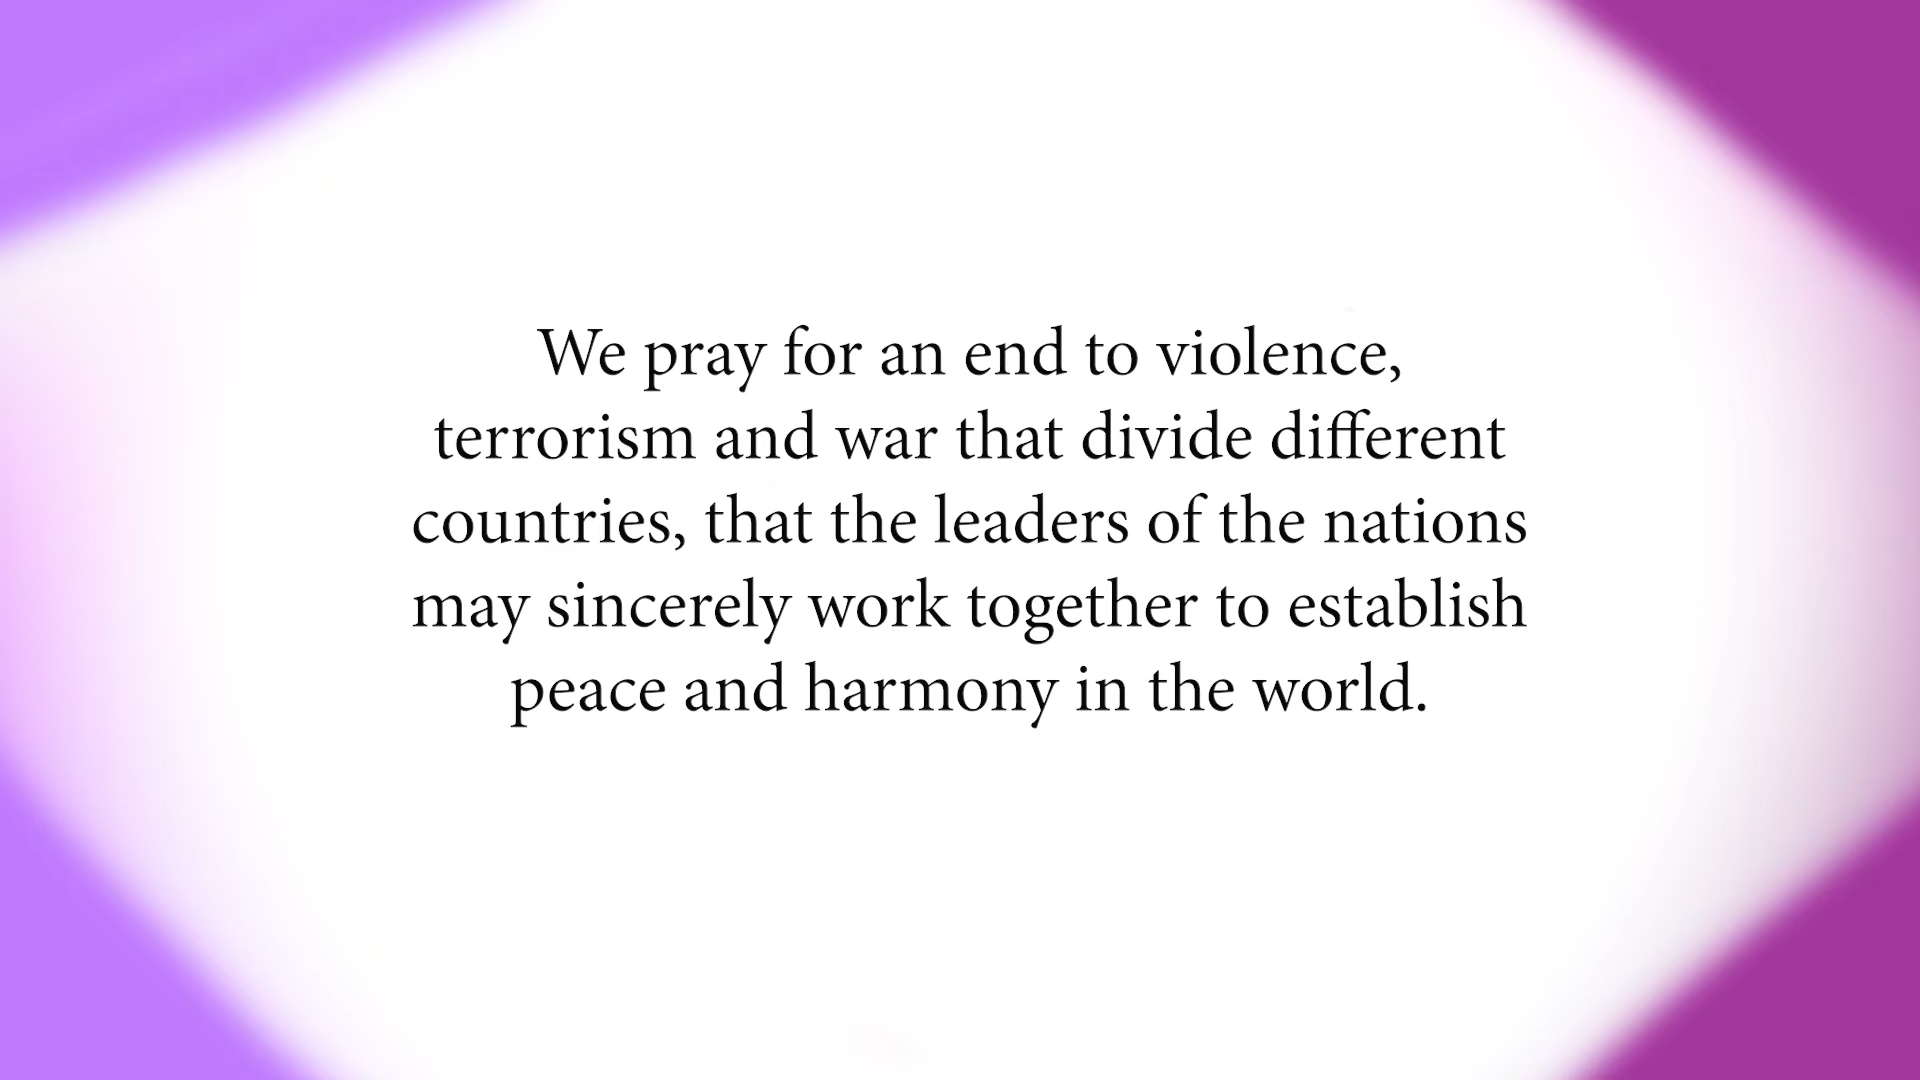 We pray for an end to violence,
terrorism and war that divide different
countries, that the leaders of the nations
may sincerely work together to establish
peace and harmony in the world.